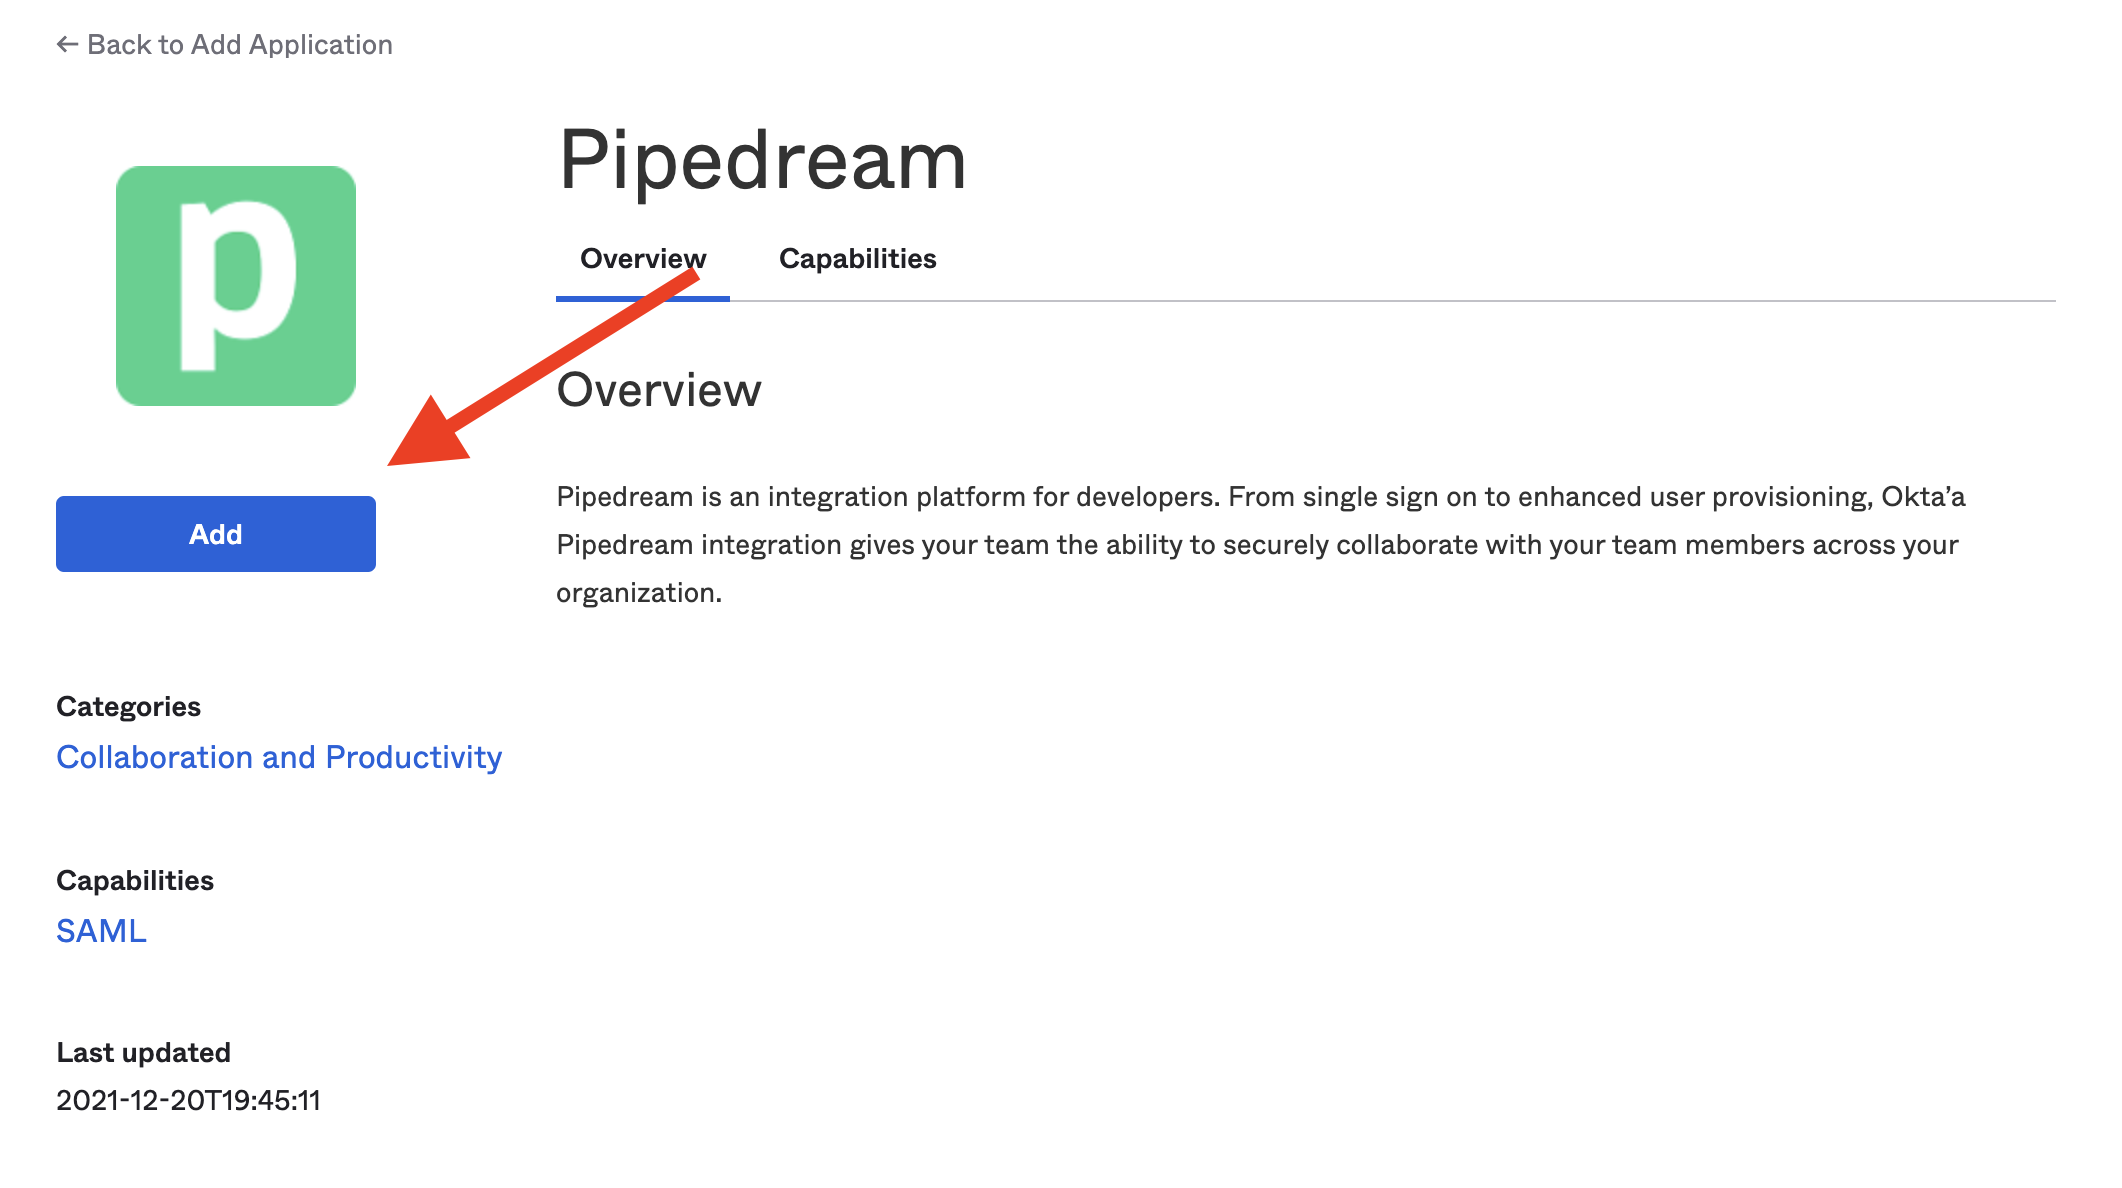 ← Back to Add Application
p
Pipedream
Overview
Capabilities
Overview
Pipedream is an integration platform for developers. From single sign on to enhanced user provisioning, Okta’a
Pipedream integration gives your team the ability to securely collaborate with your team members across your
organization.
Add
Categories
Collaboration and Productivity
Capabilities
SAML
Last updated
2021-12-20T19:45:11